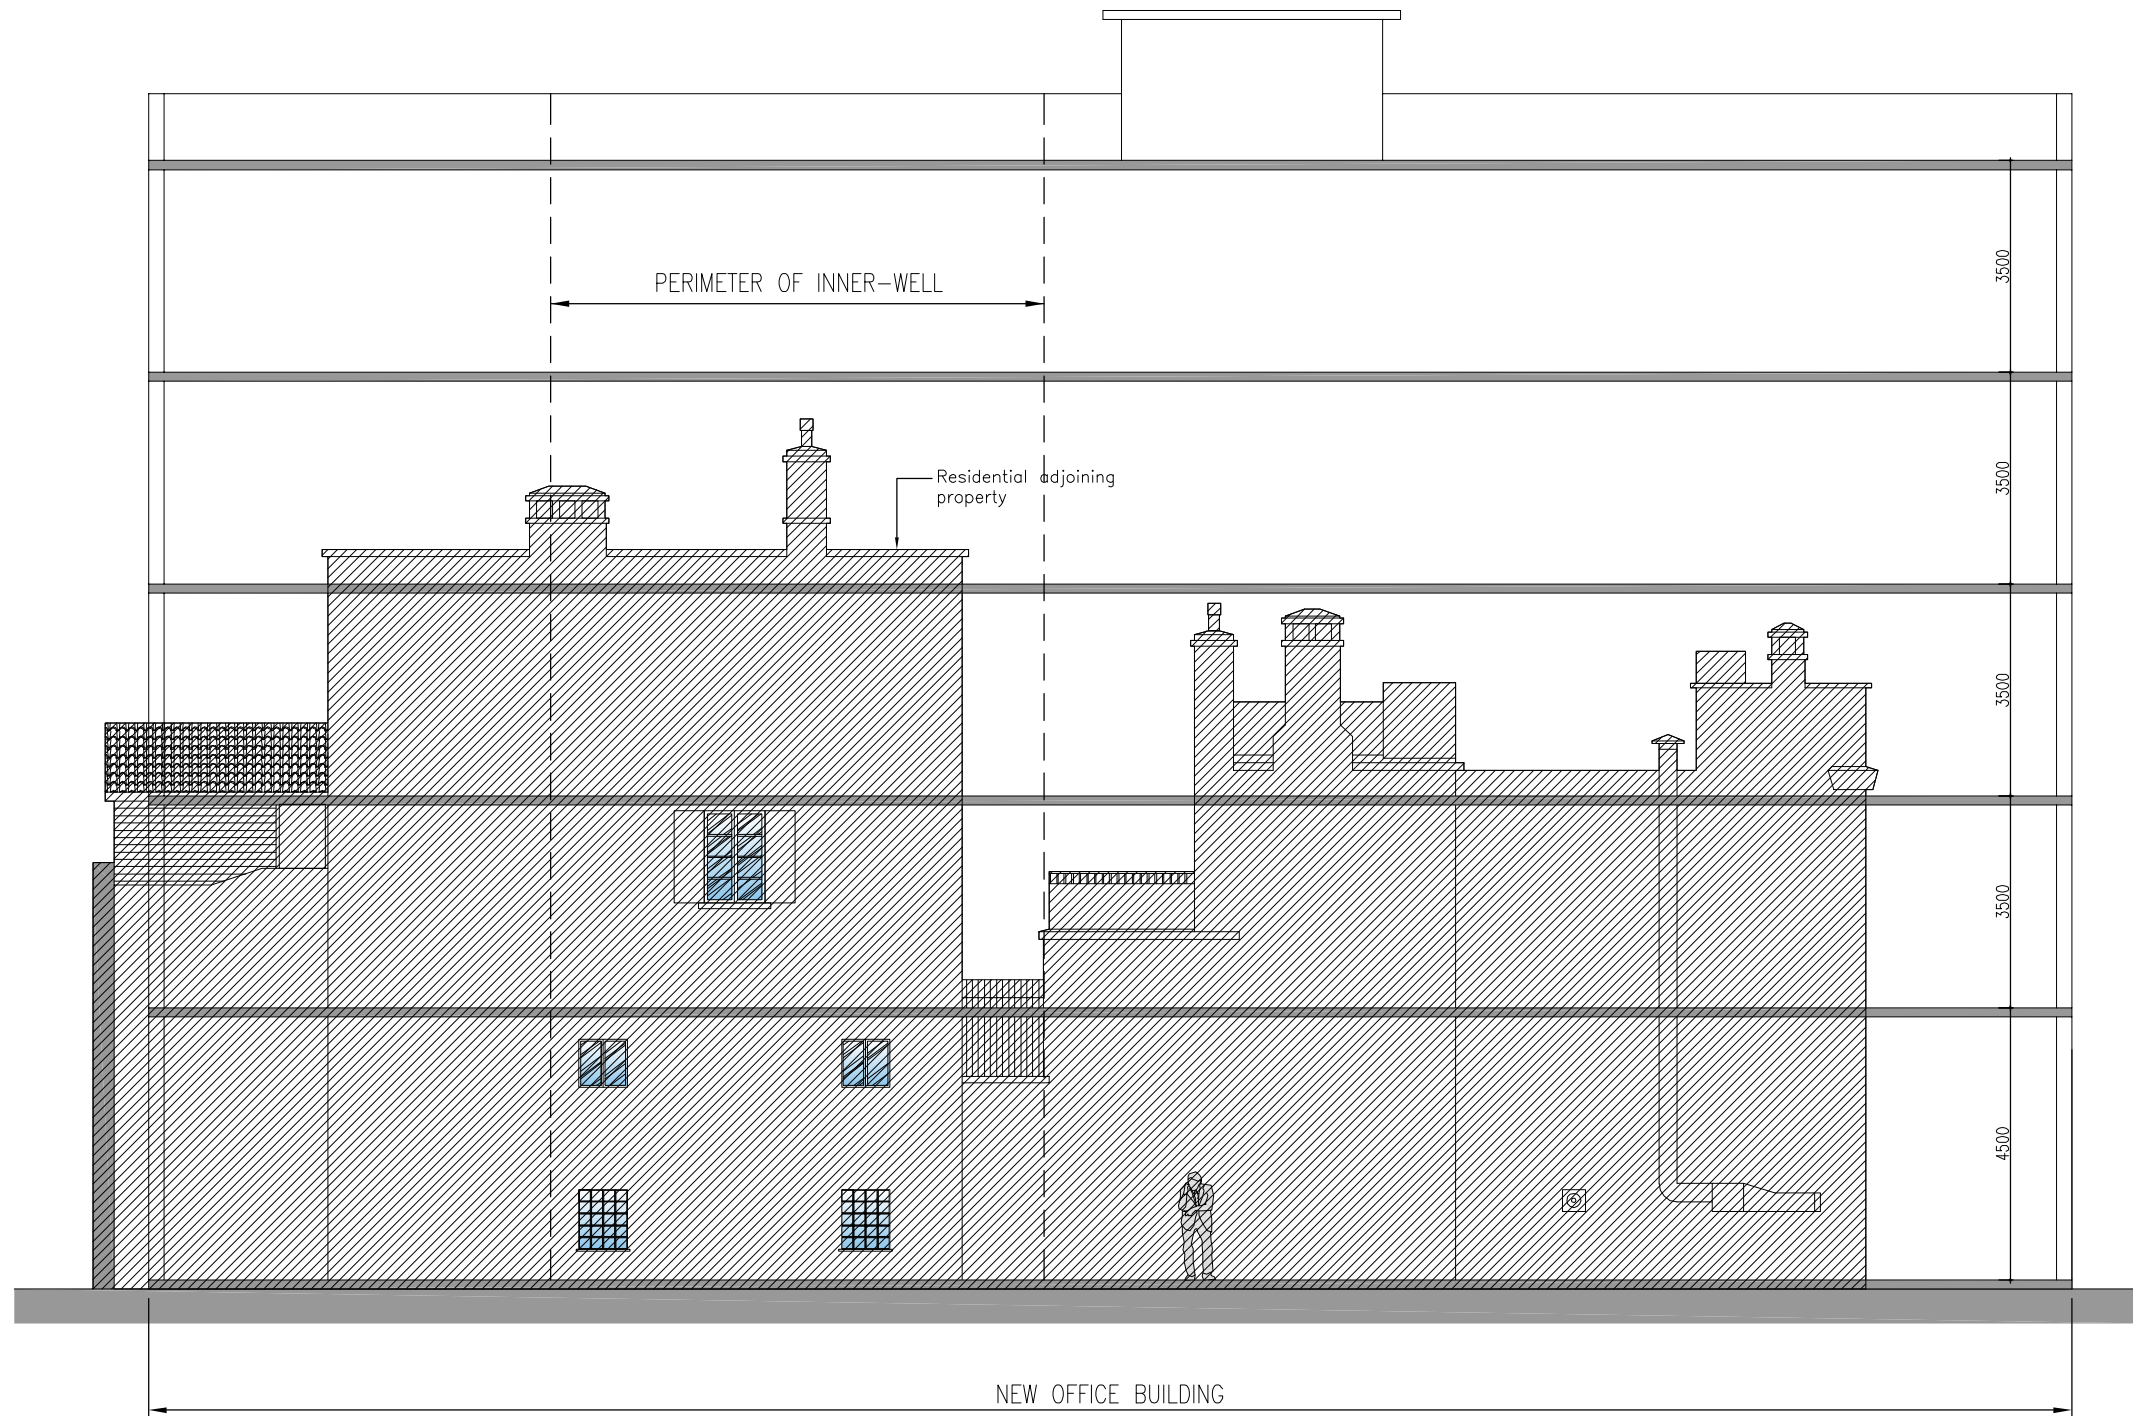 PERIMETER OF INNER-WELL
3500
3500
Residential adjoining
property
3500
3500
4500
NEW OFFICE BUILDING